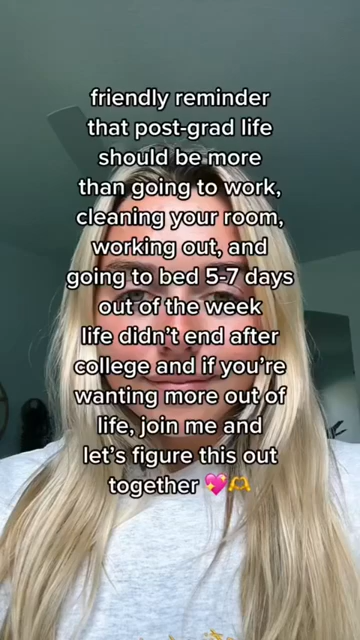 friendly reminder
that post-grad life
should be more
than going to work,
cleaning your room,
working out, and
going to bed 5-7 days
out of the week
life didn't end after
college and if you're
wanting more out of
life, join me and
let's figure this out
together 💖🫶